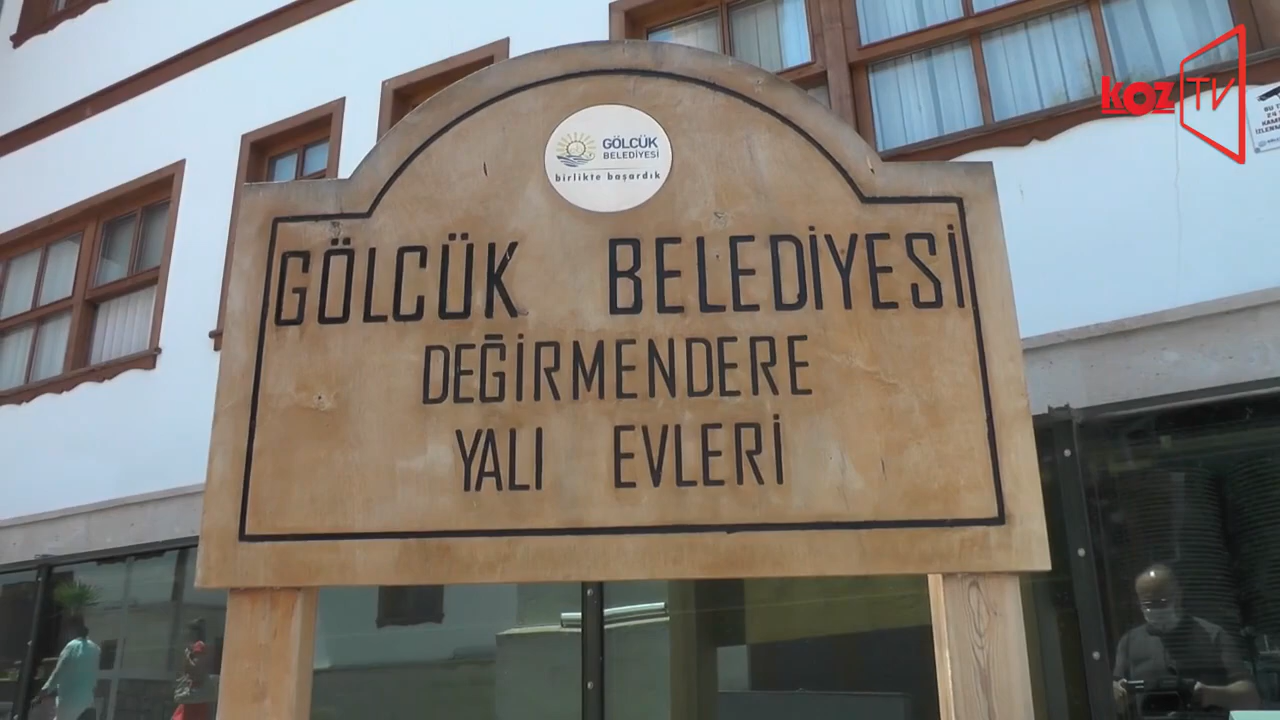 koz TV
GÖLCÜK
BELEDİYESİ
birlikte başardık
GÖLCÜK BELEDİYESİ
DEĞİRMENDERE
YALI EVLERİ